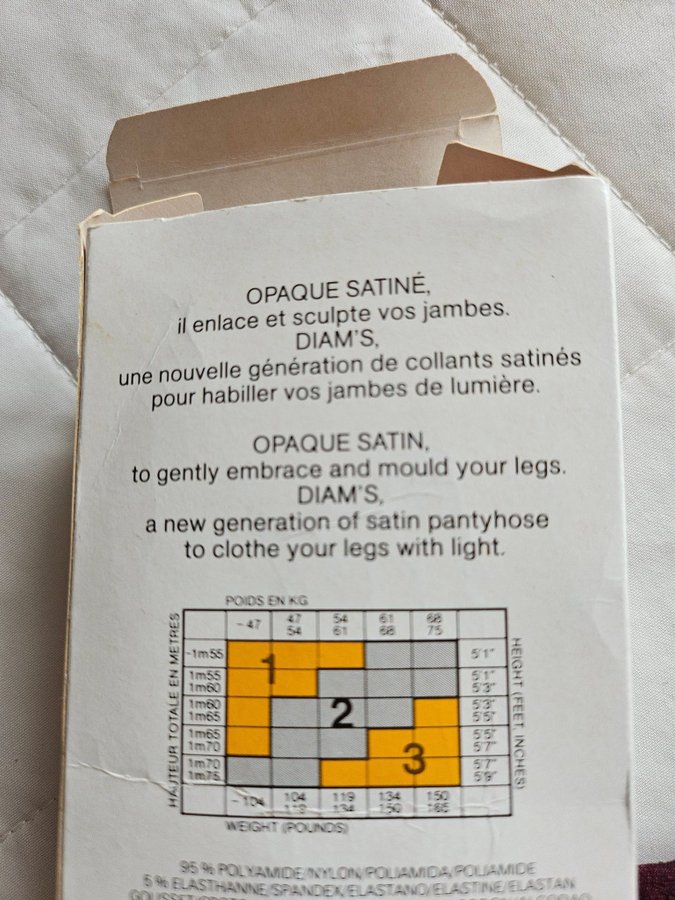 OPAQUE SATINÉ,
il enlace et sculpte vos jambes.
DIAM'S,
une nouvelle génération de collants satinés
pour habiller vos jambes de lumière.
OPAQUE SATIN,
to gently embrace and mould your legs.
DIAM'S,
a new generation of satin pantyhose
to clothe your legs with light.
POIDS EN KG
- 47 47 54 61 68
54 61 68 75
HAUTEUR TOTALE EN METRES
HEIGHT (FEET, INCHES)
-1m55 5'1"
1m55 5'1"
1m60 5'3"
1m60 5'3"
1m65 5'5"
1m65 5'5"
1m70 5'7"
1m70 5'7"
1m75 5'9"
1
2
3
- 104 104 119 134 150
134 150 165
WEIGHT (POUNDS)
95 % POLYAMIDE/NYLON/POLIAMIDA/POLIAMIDE
5 % ELASTHANNE/SPANDEX/ELASTANO/ELASTINE/ELASTAN